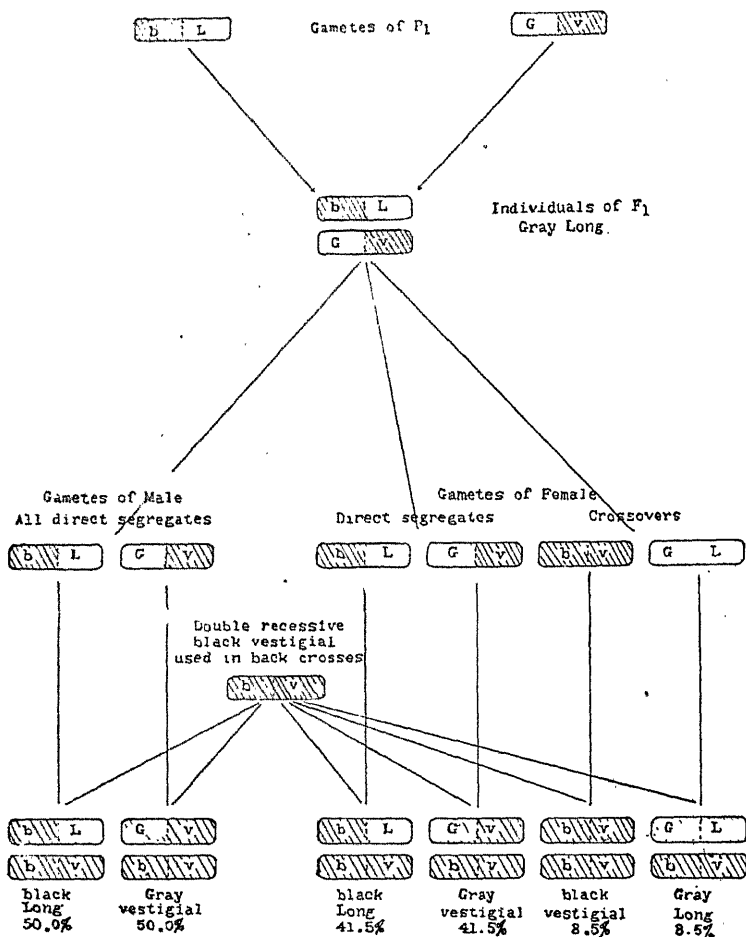 b L Gametes of P1 G v
b L Individuals of F1
G v Gray Long.
Gametes of Male Gametes of Female
All direct segregates Direct segregates Crossovers
b L G v b L G v b v G L
Double recessive
black vestigial
used in back crosses
b v
b L G v b L G v b v G L
b v b v b v b v b v b v
black Gray black Gray black Gray
Long vestigial Long vestigial vestigial Long
50.0% 50.0% 41.5% 41.5% 8.5% 8.5%